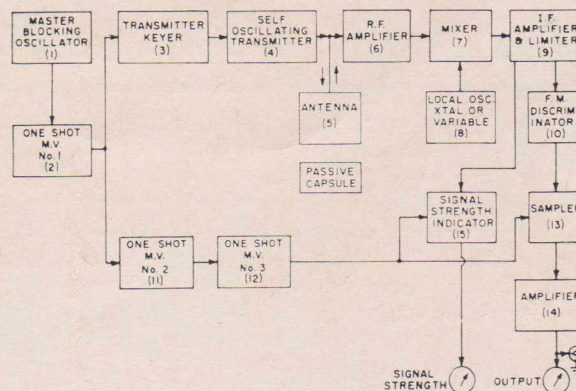 MASTER
BLOCKING
OSCILLATOR
(1)
TRANSMITTER
KEYER
(3)
SELF
OSCILLATING
TRANSMITTER
(4)
R.F.
AMPLIFIER
(6)
MIXER
(7)
I.F.
AMPLIFIER
& LIMITER
(9)
ANTENNA
(5)
LOCAL OSC.
XTAL OR
VARIABLE
(8)
F. M.
DISCRIM
INATOR
(10)
ONE SHOT
M.V.
No. 1
(2)
PASSIVE
CAPSULE
SIGNAL
STRENGTH
INDICATOR
(15)
SAMPLER
(13)
ONE SHOT
M.V.
No. 2
(11)
ONE SHOT
M.V.
No. 3
(12)
AMPLIFIER
(14)
SIGNAL
STRENGTH
OUTPUT